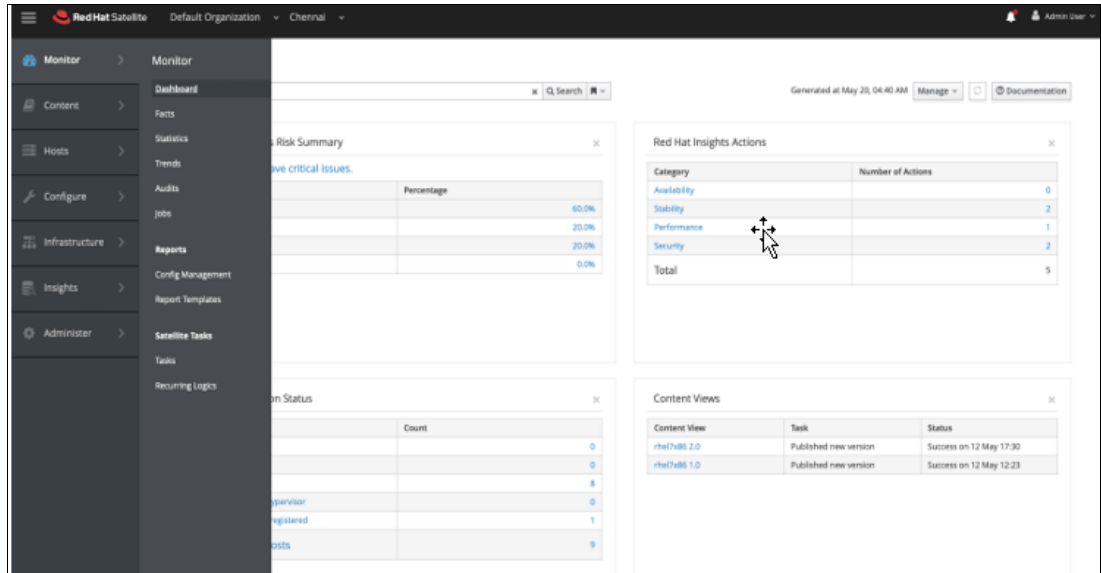 Red Hat Satellite Default Organization Chennai Admin User
Monitor
Content
Hosts
Configure
Infrastructure
Insights
Administer
Monitor
Dashboard
Facts
Statistics
Trends
Audits
Jobs
Reports
Config Management
Report Templates
Satellite Tasks
Tasks
Recurring Logics
Search Generated at May 20, 04:40 AM Manage Documentation
Risk Summary
ave critical issues.
Percentage
60.0%
20.0%
20.0%
0.0%
Red Hat Insights Actions
Category Number of Actions
Availability 0
Stability 2
Performance 1
Security 2
Total 5
on Status
Count
0
0
8
ypervisor 0
registered 1
osts 9
Content Views
Content View Task Status
rhel7x86 2.0 Published new version Success on 12 May 17:30
rhel7x86 1.0 Published new version Success on 12 May 12:23